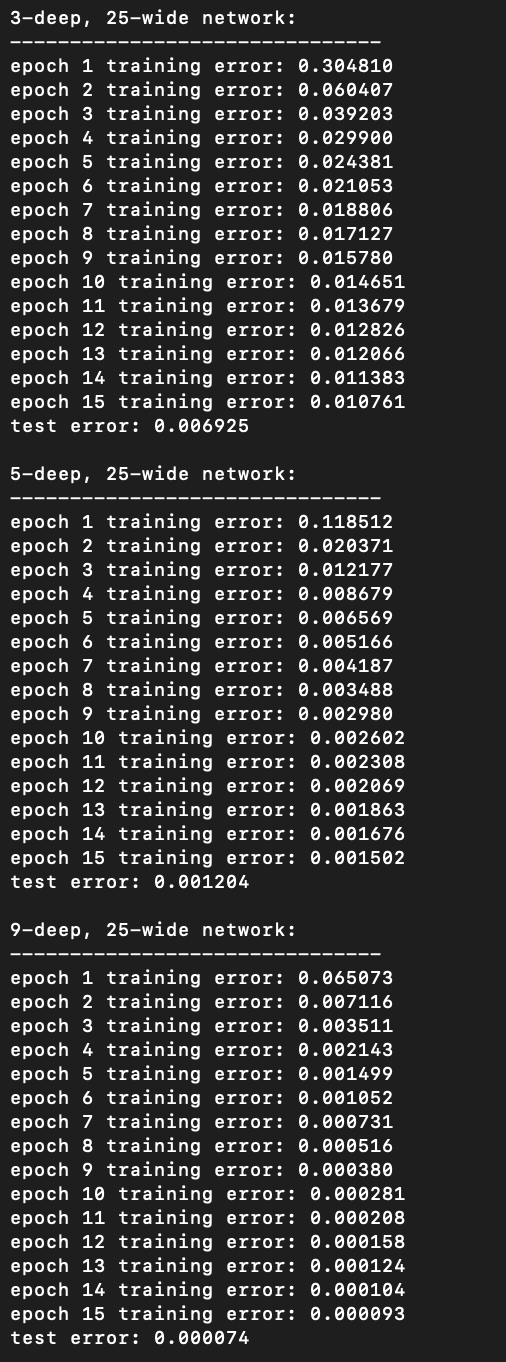 3-deep, 25-wide network:
-------------------------------
epoch 1 training error: 0.304810
epoch 2 training error: 0.060407
epoch 3 training error: 0.039203
epoch 4 training error: 0.029900
epoch 5 training error: 0.024381
epoch 6 training error: 0.021053
epoch 7 training error: 0.018806
epoch 8 training error: 0.017127
epoch 9 training error: 0.015780
epoch 10 training error: 0.014651
epoch 11 training error: 0.013679
epoch 12 training error: 0.012826
epoch 13 training error: 0.012066
epoch 14 training error: 0.011383
epoch 15 training error: 0.010761
test error: 0.006925

5-deep, 25-wide network:
-------------------------------
epoch 1 training error: 0.118512
epoch 2 training error: 0.020371
epoch 3 training error: 0.012177
epoch 4 training error: 0.008679
epoch 5 training error: 0.006569
epoch 6 training error: 0.005166
epoch 7 training error: 0.004187
epoch 8 training error: 0.003488
epoch 9 training error: 0.002980
epoch 10 training error: 0.002602
epoch 11 training error: 0.002308
epoch 12 training error: 0.002069
epoch 13 training error: 0.001863
epoch 14 training error: 0.001676
epoch 15 training error: 0.001502
test error: 0.001204

9-deep, 25-wide network:
-------------------------------
epoch 1 training error: 0.065073
epoch 2 training error: 0.007116
epoch 3 training error: 0.003511
epoch 4 training error: 0.002143
epoch 5 training error: 0.001499
epoch 6 training error: 0.001052
epoch 7 training error: 0.000731
epoch 8 training error: 0.000516
epoch 9 training error: 0.000380
epoch 10 training error: 0.000281
epoch 11 training error: 0.000208
epoch 12 training error: 0.000158
epoch 13 training error: 0.000124
epoch 14 training error: 0.000104
epoch 15 training error: 0.000093
test error: 0.000074